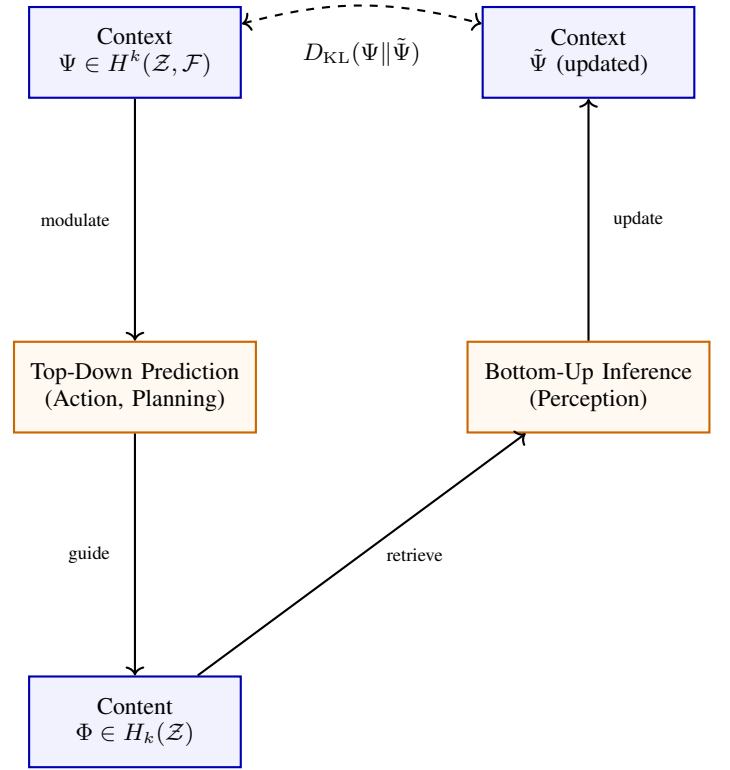 Context
Ψ ∈ H^k(𝒵, ℱ)
D_KL(Ψ∥Ψ̃)
Context
Ψ̃ (updated)
modulate
update
Top-Down Prediction
(Action, Planning)
Bottom-Up Inference
(Perception)
guide
retrieve
Content
Φ ∈ H_k(𝒵)